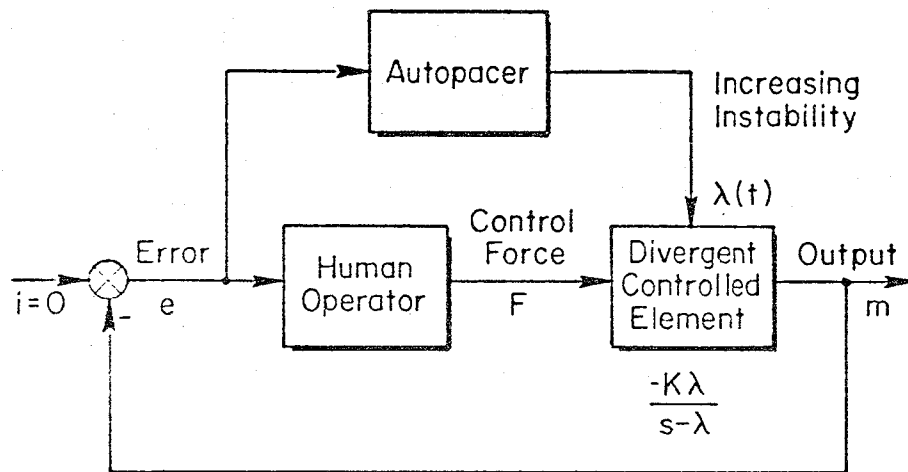 Autopacer
Increasing
Instability
λ(t)
Error
e
i=0
-
Human
Operator
Control
Force
F
Divergent
Controlled
Element
Output
m
-Kλ
s-λ